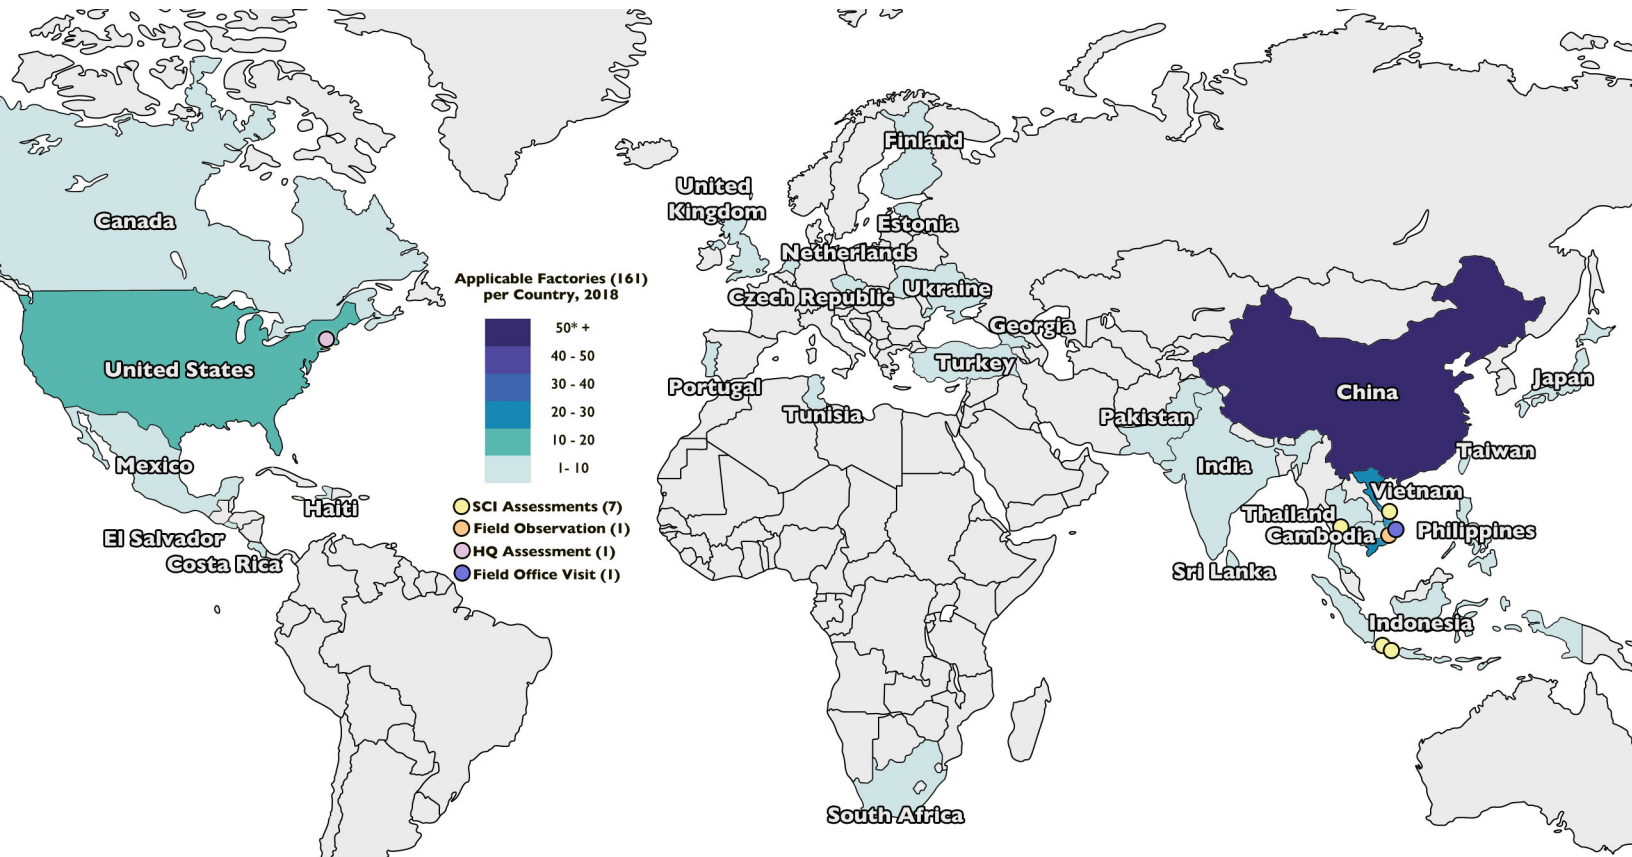 Finland
United
Kingdom
Estonia
Canada
Netherlands
Applicable Factories (161)
per Country, 2018
Ukraine
Czech Republic
Georgia
50* +
40 - 50
United States
Turkey
30 - 40
Portugal
Japan
China
20 - 30
Tunisia
Pakistan
10 - 20
Taiwan
Mexico
1- 10
India
Vietnam
Haiti
SCI Assessments (7)
Thailand
Field Observation (1)
Philippines
El Salvador
Cambodia
HQ Assessment (1)
Costa Rica
Field Office Visit (1)
Sri Lanka
Indonesia
South Africa